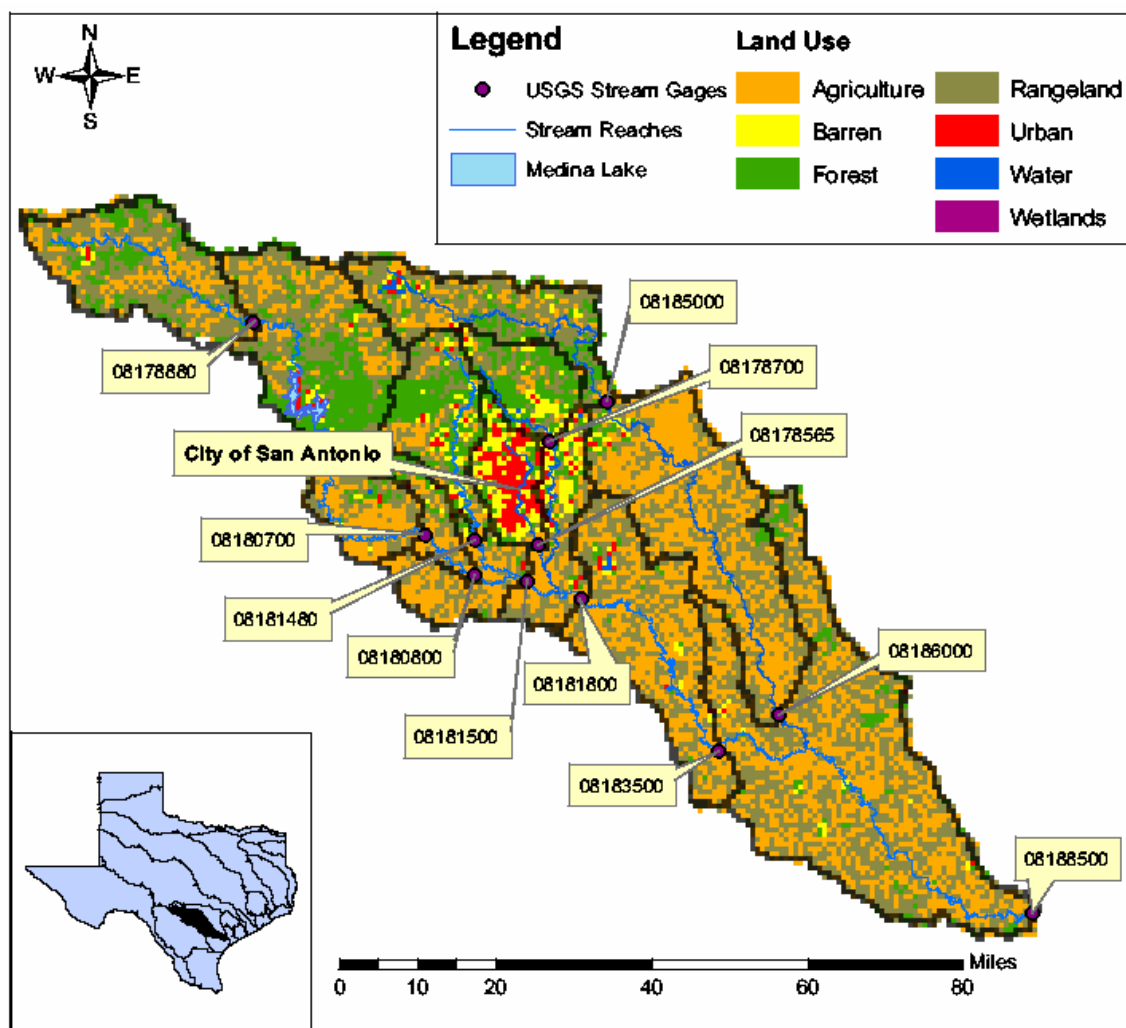 N
W E
S
Legend
USGS Stream Gages
Stream Reaches
Medina Lake
Land Use
Agriculture
Barren
Forest
Rangeland
Urban
Water
Wetlands
08185000
08178700
08178880
08178565
City of San Antonio
08180700
08181480
08180800
08181800
08186000
08181500
08183500
08188500
Miles
0 10 20 40 60 80